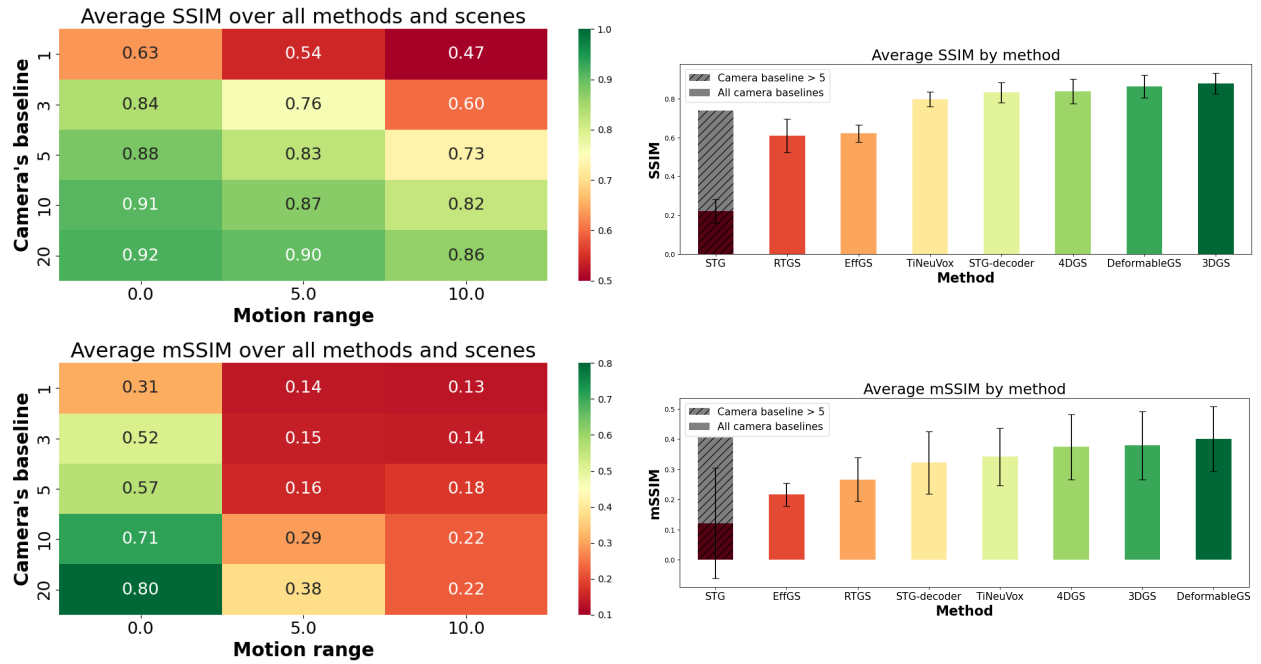 Average SSIM over all methods and scenes
Camera's baseline
1 0.63 0.54 0.47
3 0.84 0.76 0.60
5 0.88 0.83 0.73
10 0.91 0.87 0.82
20 0.92 0.90 0.86
0.0 5.0 10.0
Motion range
1.0
0.9
0.8
0.7
0.6
0.5
Average SSIM by method
Camera baseline > 5
All camera baselines
SSIM
0.8
0.6
0.4
0.2
0.0
STG RTGS EffGS TiNeuVox STG-decoder 4DGS DeformableGS 3DGS
Method
Average mSSIM over all methods and scenes
Camera's baseline
1 0.31 0.14 0.13
3 0.52 0.15 0.14
5 0.57 0.16 0.18
10 0.71 0.29 0.22
20 0.80 0.38 0.22
0.0 5.0 10.0
Motion range
0.8
0.7
0.6
0.5
0.4
0.3
0.2
0.1
Average mSSIM by method
Camera baseline > 5
All camera baselines
mSSIM
0.5
0.4
0.3
0.2
0.1
0.0
STG EffGS RTGS STG-decoder TiNeuVox 4DGS 3DGS DeformableGS
Method